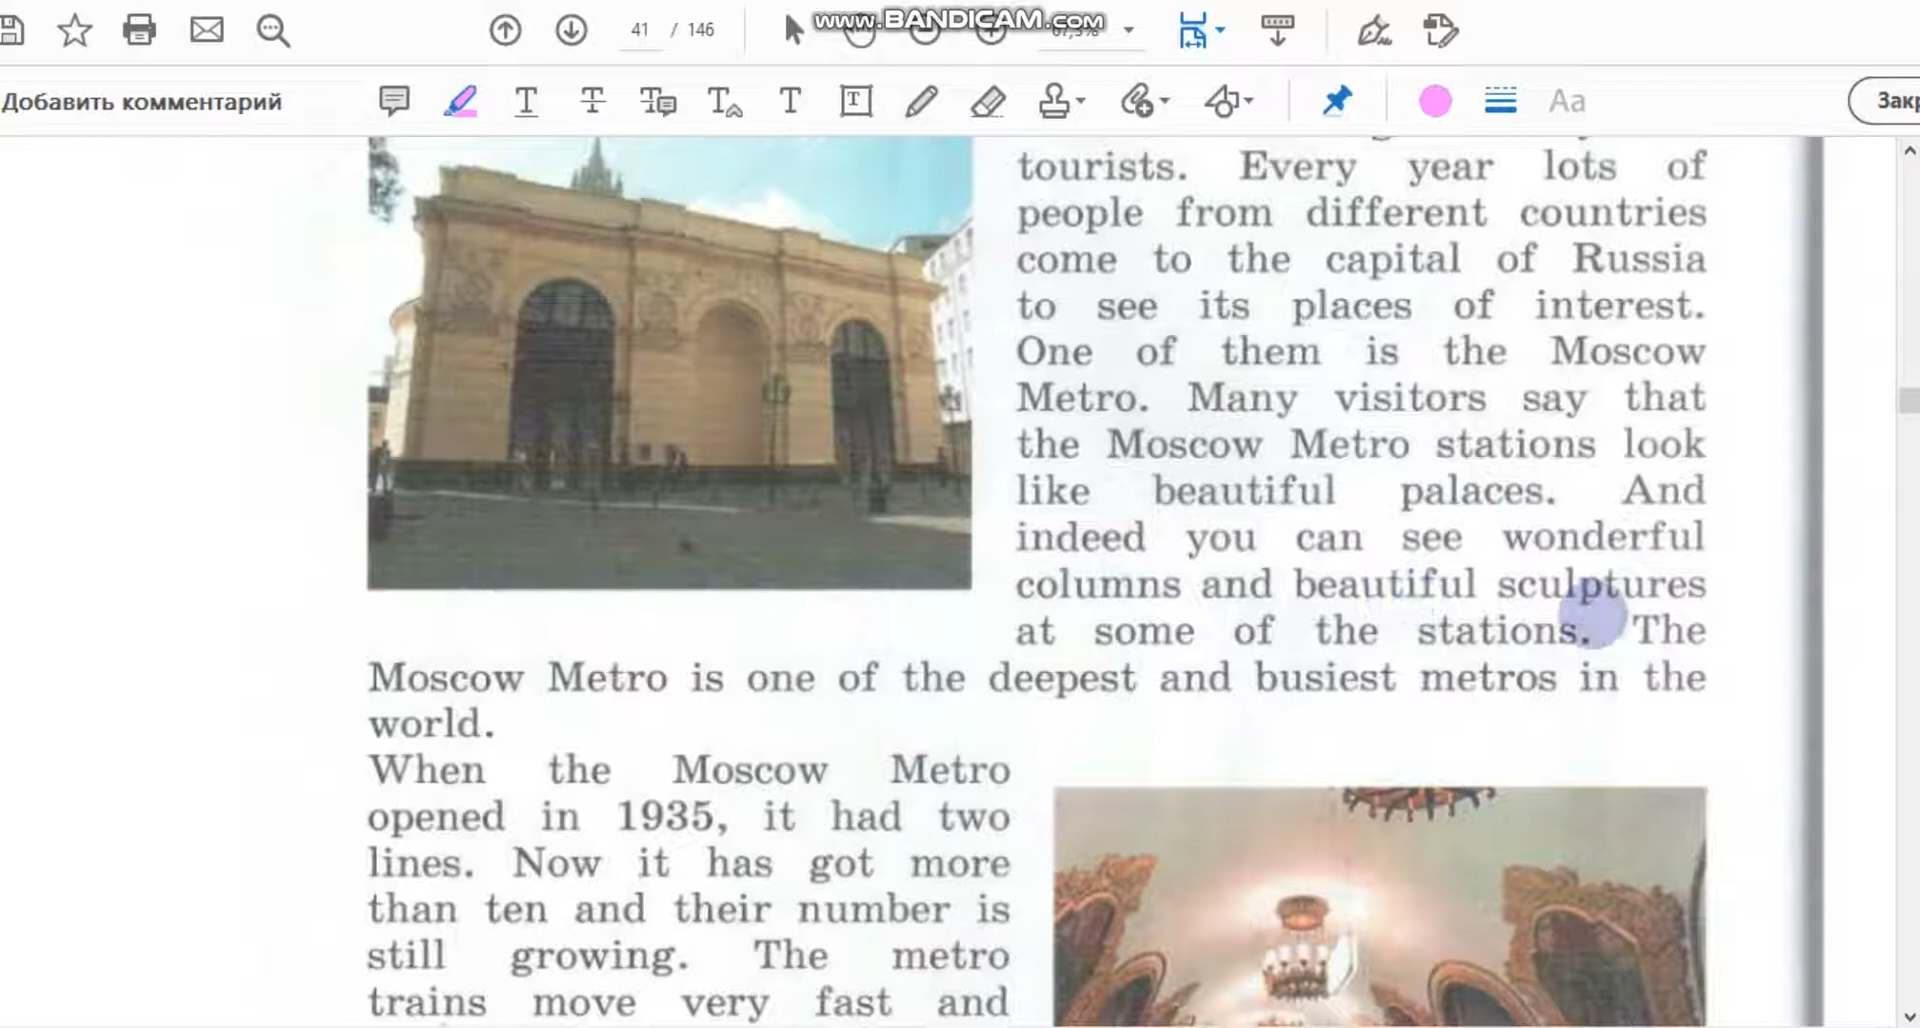 41 / 146
www.BANDICAM.com
Добавить комментарий
Aa
tourists. Every year lots of
people from different countries
come to the capital of Russia
to see its places of interest.
One of them is the Moscow
Metro. Many visitors say that
the Moscow Metro stations look
like beautiful palaces. And
indeed you can see wonderful
columns and beautiful sculptures
at some of the stations. The
Moscow Metro is one of the deepest and busiest metros in the
world.
When the Moscow Metro
opened in 1935, it had two
lines. Now it has got more
than ten and their number is
still growing. The metro
trains move very fast and